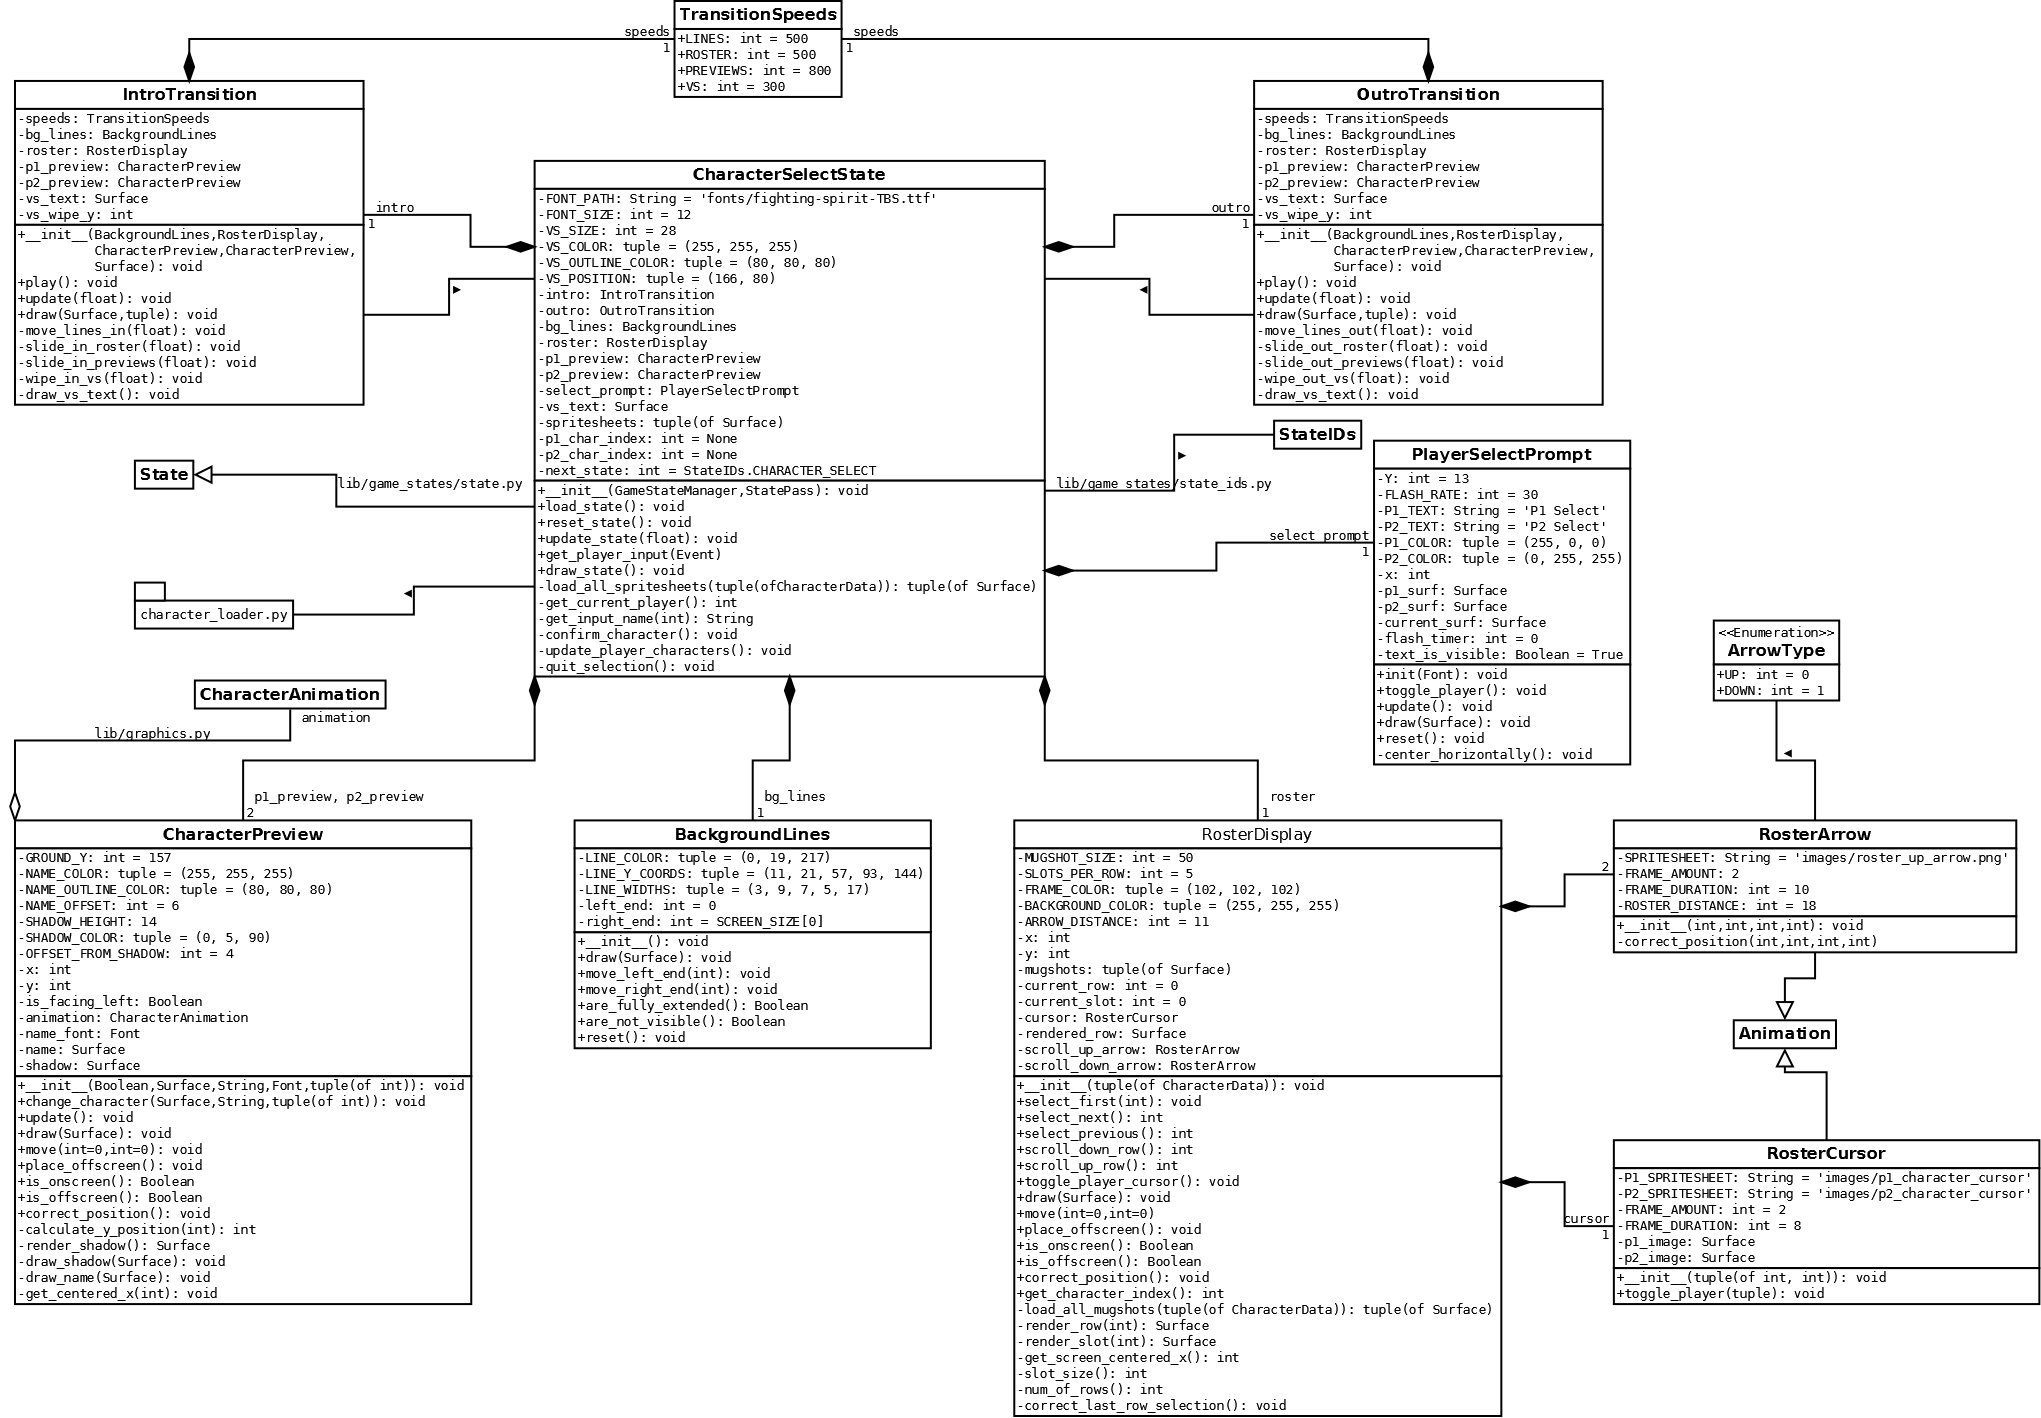 TransitionSpeeds
+LINES: int = 500
+ROSTER: int = 500
+PREVIEWS: int = 800
+VS: int = 300
speeds
1
speeds
1
IntroTransition
-speeds: TransitionSpeeds
-bg_lines: BackgroundLines
-roster: RosterDisplay
-p1_preview: CharacterPreview
-p2_preview: CharacterPreview
-vs_text: Surface
-vs_wipe_y: int
+__init__(BackgroundLines,RosterDisplay,
CharacterPreview,CharacterPreview,
Surface): void
+play(): void
+update(float): void
+draw(Surface,tuple): void
-move_lines_in(float): void
-slide_in_roster(float): void
-slide_in_previews(float): void
-wipe_in_vs(float): void
-draw_vs_text(): void
intro
1
CharacterSelectState
-FONT_PATH: String = 'fonts/fighting-spirit-TBS.ttf'
-FONT_SIZE: int = 12
-VS_SIZE: int = 28
-VS_COLOR: tuple = (255, 255, 255)
-VS_OUTLINE_COLOR: tuple = (80, 80, 80)
-VS_POSITION: tuple = (166, 80)
-intro: IntroTransition
-outro: OutroTransition
-bg_lines: BackgroundLines
-roster: RosterDisplay
-p1_preview: CharacterPreview
-p2_preview: CharacterPreview
-select_prompt: PlayerSelectPrompt
-vs_text: Surface
-spritesheets: tuple(of Surface)
-p1_char_index: int = None
-p2_char_index: int = None
-next_state: int = StateIDs.CHARACTER_SELECT
+__init__(GameStateManager,StatePass): void
+load_state(): void
+reset_state(): void
+update_state(float): void
+get_player_input(Event)
+draw_state(): void
-load_all_spritesheets(tuple(ofCharacterData)): tuple(of Surface)
-get_current_player(): int
-get_input_name(int): String
-confirm_character(): void
-update_player_characters(): void
-quit_selection(): void
outro
1
OutroTransition
-speeds: TransitionSpeeds
-bg_lines: BackgroundLines
-roster: RosterDisplay
-p1_preview: CharacterPreview
-p2_preview: CharacterPreview
-vs_text: Surface
-vs_wipe_y: int
+__init__(BackgroundLines,RosterDisplay,
CharacterPreview,CharacterPreview,
Surface): void
+play(): void
+update(float): void
+draw(Surface,tuple): void
-move_lines_out(float): void
-slide_out_roster(float): void
-slide_out_previews(float): void
-wipe_out_vs(float): void
-draw_vs_text(): void
State
lib/game_states/state.py
StateIDs
lib/game_states/state_ids.py
character_loader.py
select_prompt
1
PlayerSelectPrompt
-Y: int = 13
-FLASH_RATE: int = 30
-P1_TEXT: String = 'P1 Select'
-P2_TEXT: String = 'P2 Select'
-P1_COLOR: tuple = (255, 0, 0)
-P2_COLOR: tuple = (0, 255, 255)
-x: int
-p1_surf: Surface
-p2_surf: Surface
-current_surf: Surface
-flash_timer: int = 0
-text_is_visible: Boolean = True
+init(Font): void
+toggle_player(): void
+update(): void
+draw(Surface): void
+reset(): void
-center_horizontally(): void
<<Enumeration>>
ArrowType
+UP: int = 0
+DOWN: int = 1
CharacterAnimation
animation
lib/graphics.py
p1_preview, p2_preview
2
bg_lines
1
roster
1
CharacterPreview
-GROUND_Y: int = 157
-NAME_COLOR: tuple = (255, 255, 255)
-NAME_OUTLINE_COLOR: tuple = (80, 80, 80)
-NAME_OFFSET: int = 6
-SHADOW_HEIGHT: 14
-SHADOW_COLOR: tuple = (0, 5, 90)
-OFFSET_FROM_SHADOW: int = 4
-x: int
-y: int
-is_facing_left: Boolean
-animation: CharacterAnimation
-name_font: Font
-name: Surface
-shadow: Surface
+__init__(Boolean,Surface,String,Font,tuple(of int)): void
+change_character(Surface,String,tuple(of int)): void
+update(): void
+draw(Surface): void
+move(int=0,int=0): void
+place_offscreen(): void
+is_onscreen(): Boolean
+is_offscreen(): Boolean
+correct_position(): void
-calculate_y_position(int): int
-render_shadow(): Surface
-draw_shadow(Surface): void
-draw_name(Surface): void
-get_centered_x(int): void
BackgroundLines
-LINE_COLOR: tuple = (0, 19, 217)
-LINE_Y_COORDS: tuple = (11, 21, 57, 93, 144)
-LINE_WIDTHS: tuple = (3, 9, 7, 5, 17)
-left_end: int = 0
-right_end: int = SCREEN_SIZE[0]
+__init__(): void
+draw(Surface): void
+move_left_end(int): void
+move_right_end(int): void
+are_fully_extended(): Boolean
+are_not_visible(): Boolean
+reset(): void
RosterDisplay
-MUGSHOT_SIZE: int = 50
-SLOTS_PER_ROW: int = 5
-FRAME_COLOR: tuple = (102, 102, 102)
-BACKGROUND_COLOR: tuple = (255, 255, 255)
-ARROW_DISTANCE: int = 11
-x: int
-y: int
-mugshots: tuple(of Surface)
-current_row: int = 0
-current_slot: int = 0
-cursor: RosterCursor
-rendered_row: Surface
-scroll_up_arrow: RosterArrow
-scroll_down_arrow: RosterArrow
+__init__(tuple(of CharacterData)): void
+select_first(int): void
+select_next(): int
+select_previous(): int
+scroll_down_row(): int
+scroll_up_row(): int
+toggle_player_cursor(): void
+draw(Surface): void
+move(int=0,int=0)
+place_offscreen(): void
+is_onscreen(): Boolean
+is_offscreen(): Boolean
+correct_position(): void
+get_character_index(): int
-load_all_mugshots(tuple(of CharacterData)): tuple(of Surface)
-render_row(int): Surface
-render_slot(int): Surface
-get_screen_centered_x(): int
-slot_size(): int
-num_of_rows(): int
-correct_last_row_selection(): void
2
RosterArrow
-SPRITESHEET: String = 'images/roster_up_arrow.png'
-FRAME_AMOUNT: 2
-FRAME_DURATION: int = 10
-ROSTER_DISTANCE: int = 18
+__init__(int,int,int,int): void
-correct_position(int,int,int,int)
Animation
cursor
1
RosterCursor
-P1_SPRITESHEET: String = 'images/p1_character_cursor'
-P2_SPRITESHEET: String = 'images/p2_character_cursor'
-FRAME_AMOUNT: int = 2
-FRAME_DURATION: int = 8
-p1_image: Surface
-p2_image: Surface
+__init__(tuple(of int, int)): void
+toggle_player(tuple): void